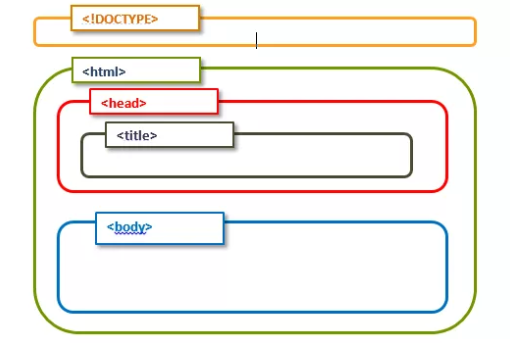 <!DOCTYPE>
<html>
<head>
<title>
<body>